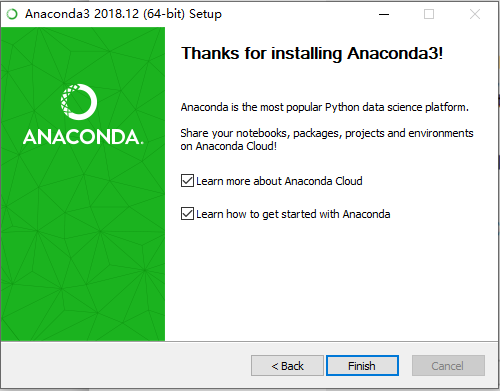 Anaconda3 2018.12 (64-bit) Setup
Thanks for installing Anaconda3!
ANACONDA.
Anaconda is the most popular Python data science platform.
Share your notebooks, packages, projects and environments
on Anaconda Cloud!
Learn more about Anaconda Cloud
Learn how to get started with Anaconda
< Back
Finish
Cancel